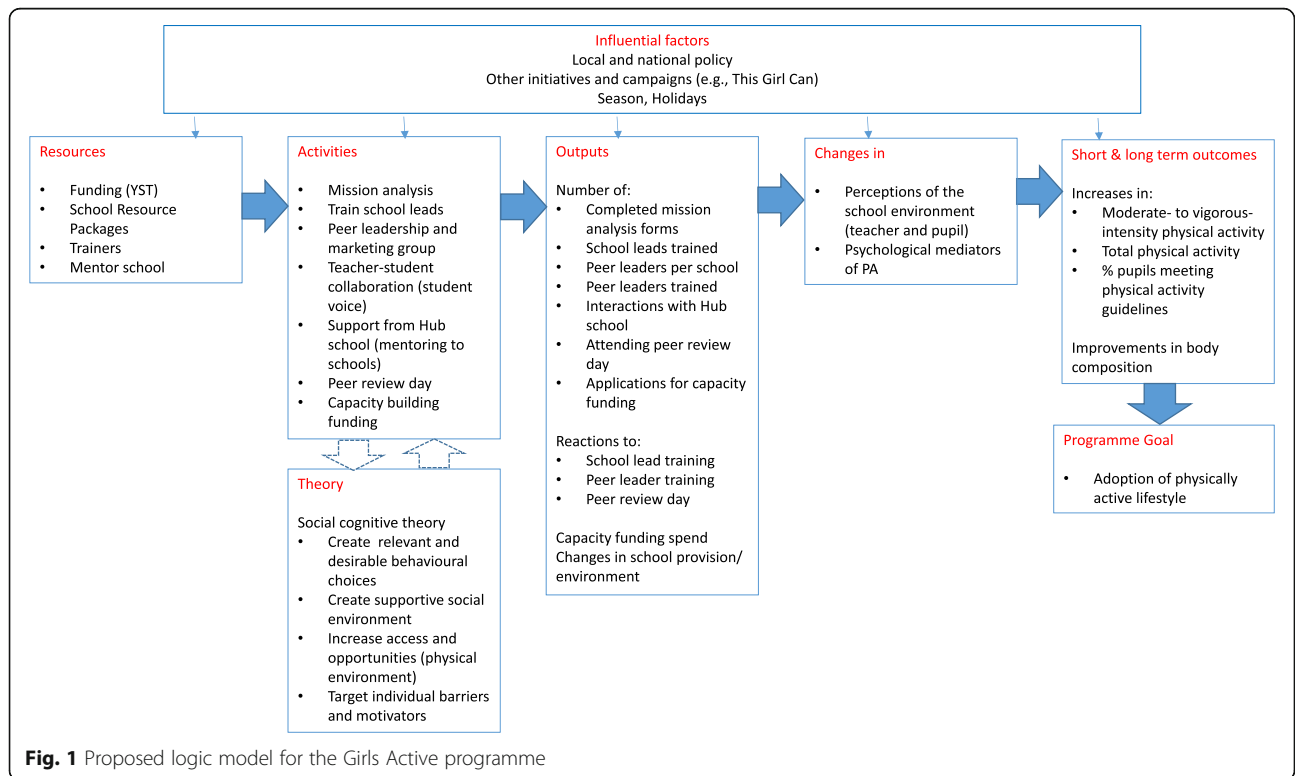 Influential factors
Local and national policy
Other initiatives and campaigns (e.g., This Girl Can)
Season, Holidays
Resources
• Funding (YST)
• School Resource
Packages
• Trainers
• Mentor school
Activities
• Mission analysis
• Train school leads
• Peer leadership and
marketing group
• Teacher-student
collaboration (student
voice)
• Support from Hub
school (mentoring to
schools)
• Peer review day
• Capacity building
funding
Theory
Social cognitive theory
• Create relevant and
desirable behavioural
choices
• Create supportive social
environment
• Increase access and
opportunities (physical
environment)
• Target individual barriers
and motivators
Outputs
Number of:
• Completed mission
analysis forms
• School leads trained
• Peer leaders per school
• Peer leaders trained
• Interactions with Hub
school
• Attending peer review
day
• Applications for capacity
funding
Reactions to:
• School lead training
• Peer leader training
• Peer review day
Capacity funding spend
Changes in school provision/
environment
Changes in
• Perceptions of the
school environment
(teacher and pupil)
• Psychological mediators
of PA
Short & long term outcomes
Increases in:
• Moderate- to vigorous-
intensity physical activity
• Total physical activity
• % pupils meeting
physical activity
guidelines
Improvements in body
composition
Programme Goal
• Adoption of physically
active lifestyle
Fig. 1 Proposed logic model for the Girls Active programme